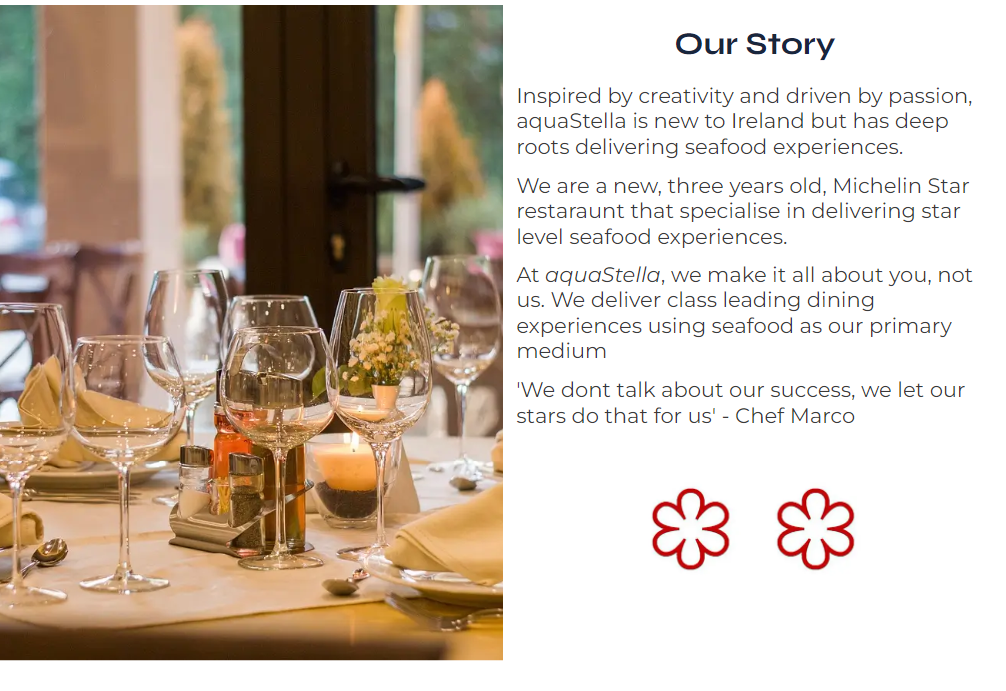 Our Story
Inspired by creativity and driven by passion,
aquaStella is new to Ireland but has deep
roots delivering seafood experiences.
We are a new, three years old, Michelin Star
restaraunt that specialise in delivering star
level seafood experiences.
At aquaStella, we make it all about you, not
us. We deliver class leading dining
experiences using seafood as our primary
medium
'We dont talk about our success, we let our
stars do that for us' - Chef Marco